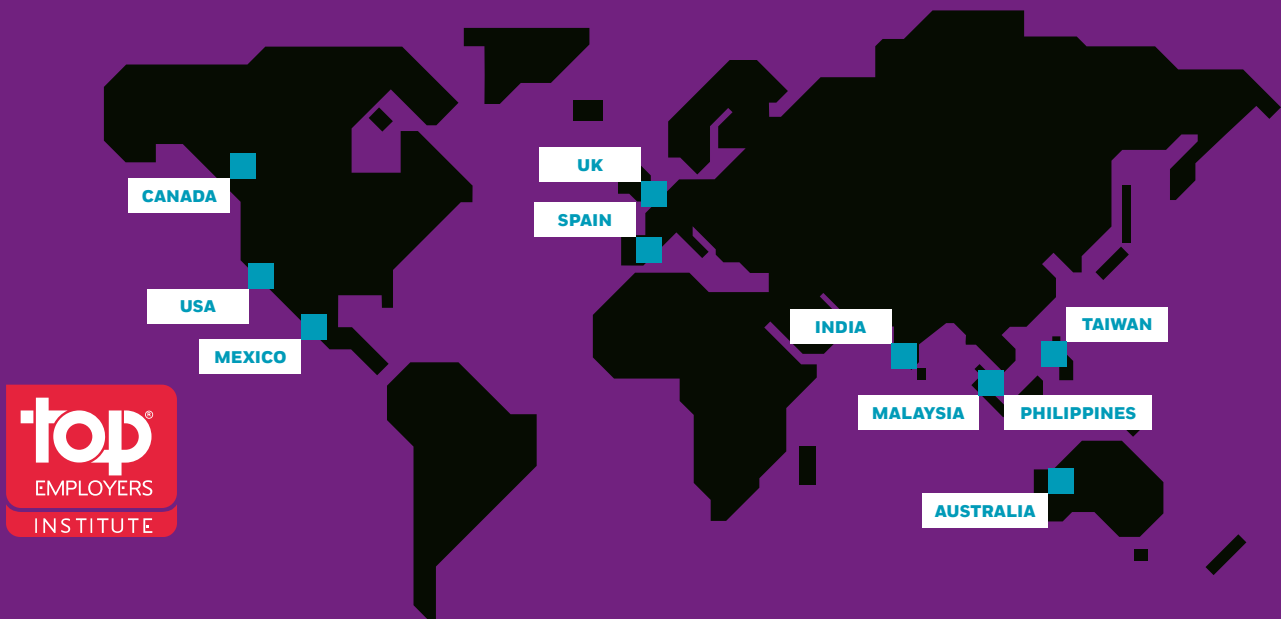 UK
CANADA
SPAIN
USA
INDIA
TAIWAN
MEXICO
MALAYSIA
PHILIPPINES
top®
EMPLOYERS
INSTITUTE
AUSTRALIA